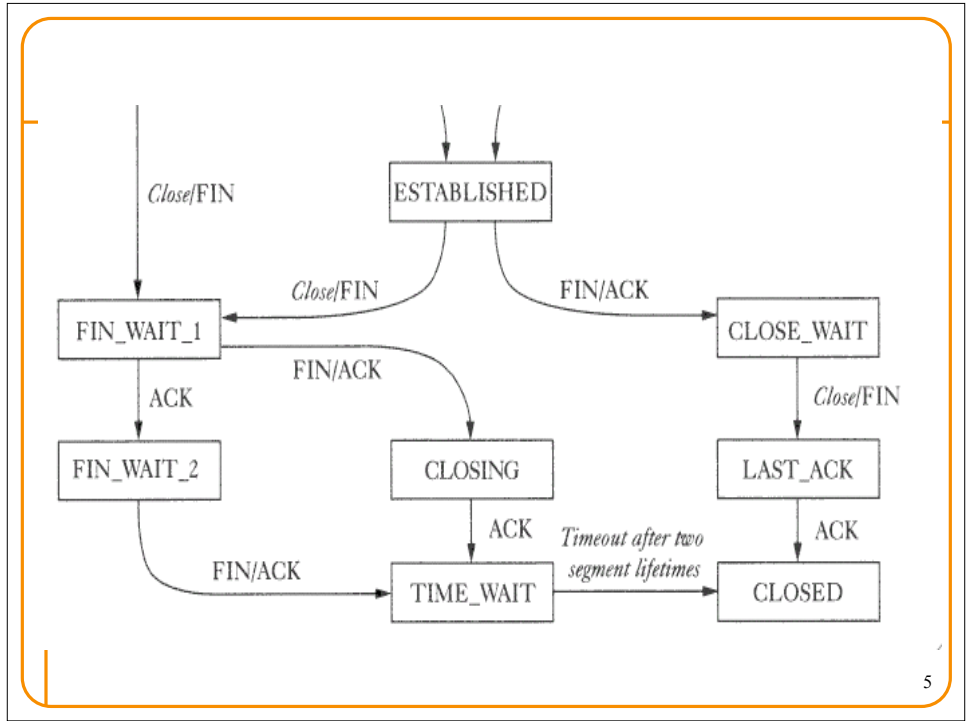 Close/FIN
ESTABLISHED
Close/FIN
FIN/ACK
FIN_WAIT_1
CLOSE_WAIT
FIN/ACK
ACK
Close/FIN
FIN_WAIT_2
CLOSING
LAST_ACK
ACK
Timeout after two
segment lifetimes
ACK
FIN/ACK
TIME_WAIT
CLOSED
5